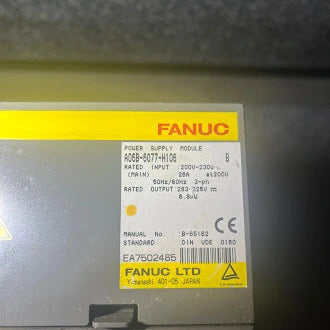 FANUC
POWER SUPPLY MODULE
A06B-6077-H106 B
RATED INPUT :200V-230V~
(MAIN) 26A at200V
50Hz/60Hz 3-ph
RATED OUTPUT :283-325V
6.8kW
MANUAL No. :B-65162
STANDARD :DIN VDE 0160
EA7502485
FANUC LTD
Yamanashi 401-05 JAPAN